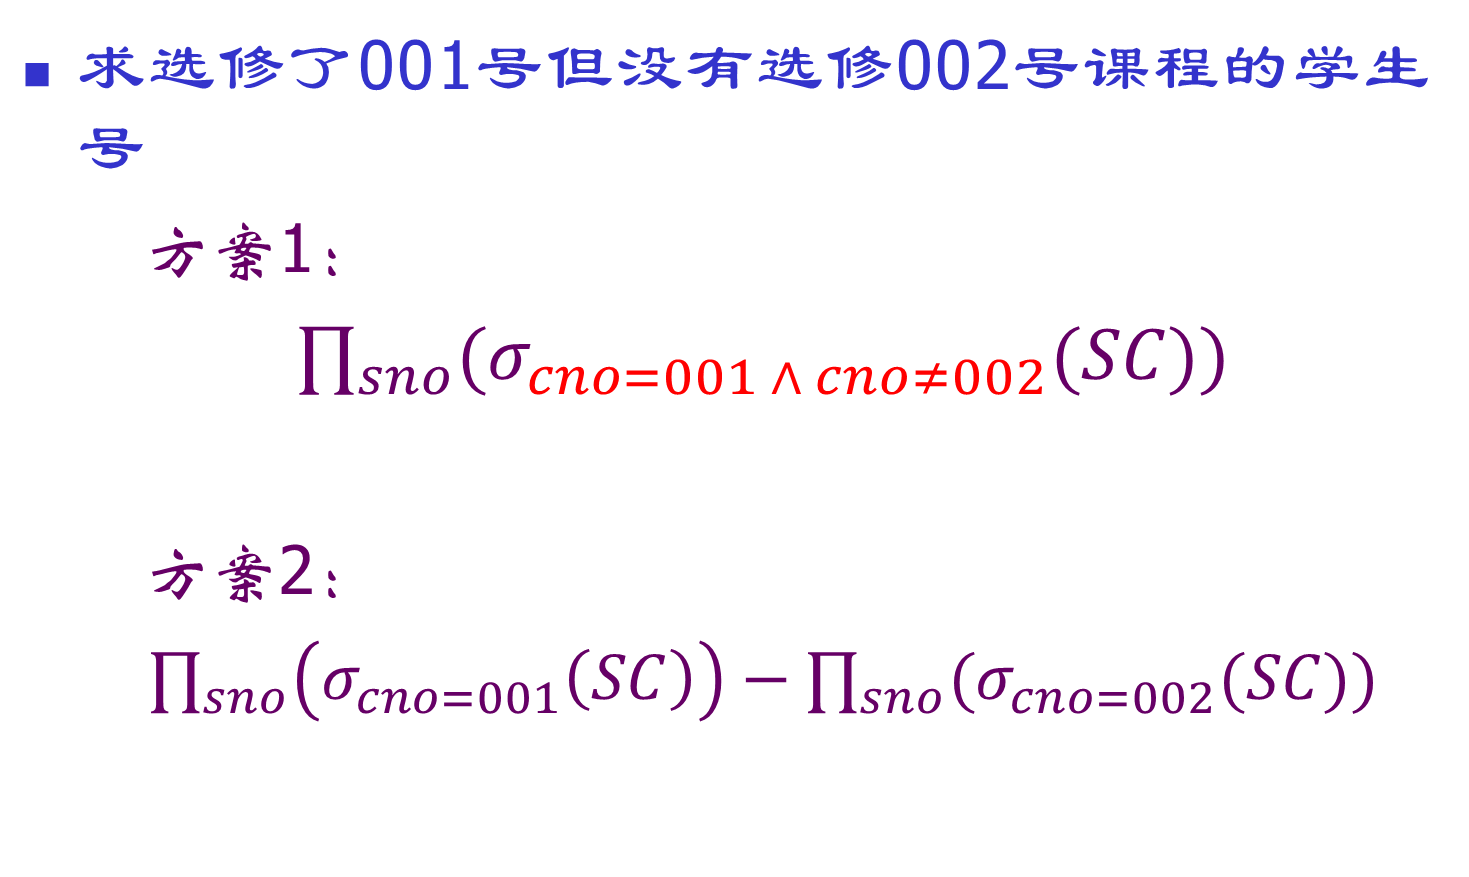 ■ 求选修了001号但没有选修002号课程的学生
号
方案1：
∏sno(σcno=001 ∧ cno≠002(SC))
方案2：
∏sno(σcno=001(SC)) − ∏sno(σcno=002(SC))